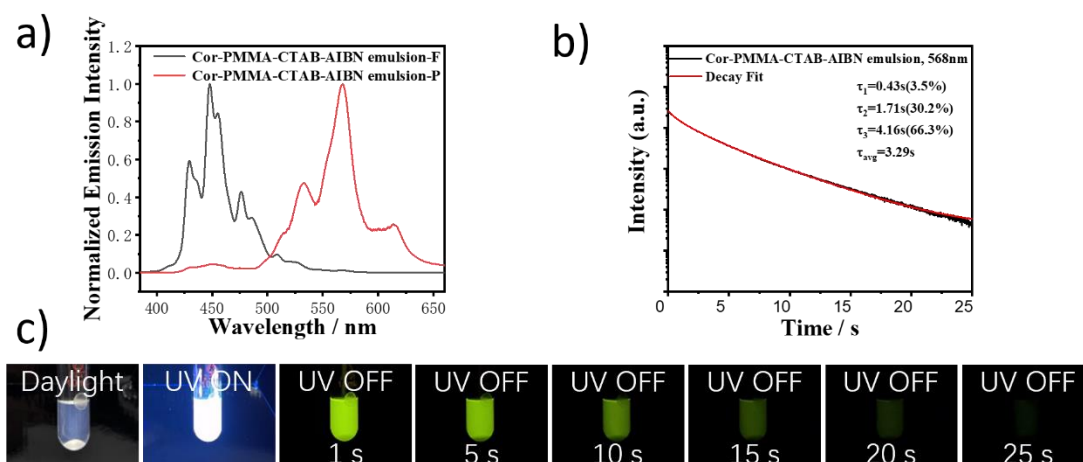 a)
Normalized Emission Intensity
1.2
1.0
0.8
0.6
0.4
0.2
0.0
Cor-PMMA-CTAB-AIBN emulsion-F
Cor-PMMA-CTAB-AIBN emulsion-P
400 450 500 550 600 650
Wavelength / nm
b)
Intensity (a.u.)
Cor-PMMA-CTAB-AIBN emulsion, 568nm
Decay Fit
τ1=0.43s(3.5%)
τ2=1.71s(30.2%)
τ3=4.16s(66.3%)
τavg=3.29s
0 5 10 15 20 25
Time / s
c)
Daylight UV ON UV OFF UV OFF UV OFF UV OFF UV OFF UV OFF
1 s 5 s 10 s 15 s 20 s 25 s